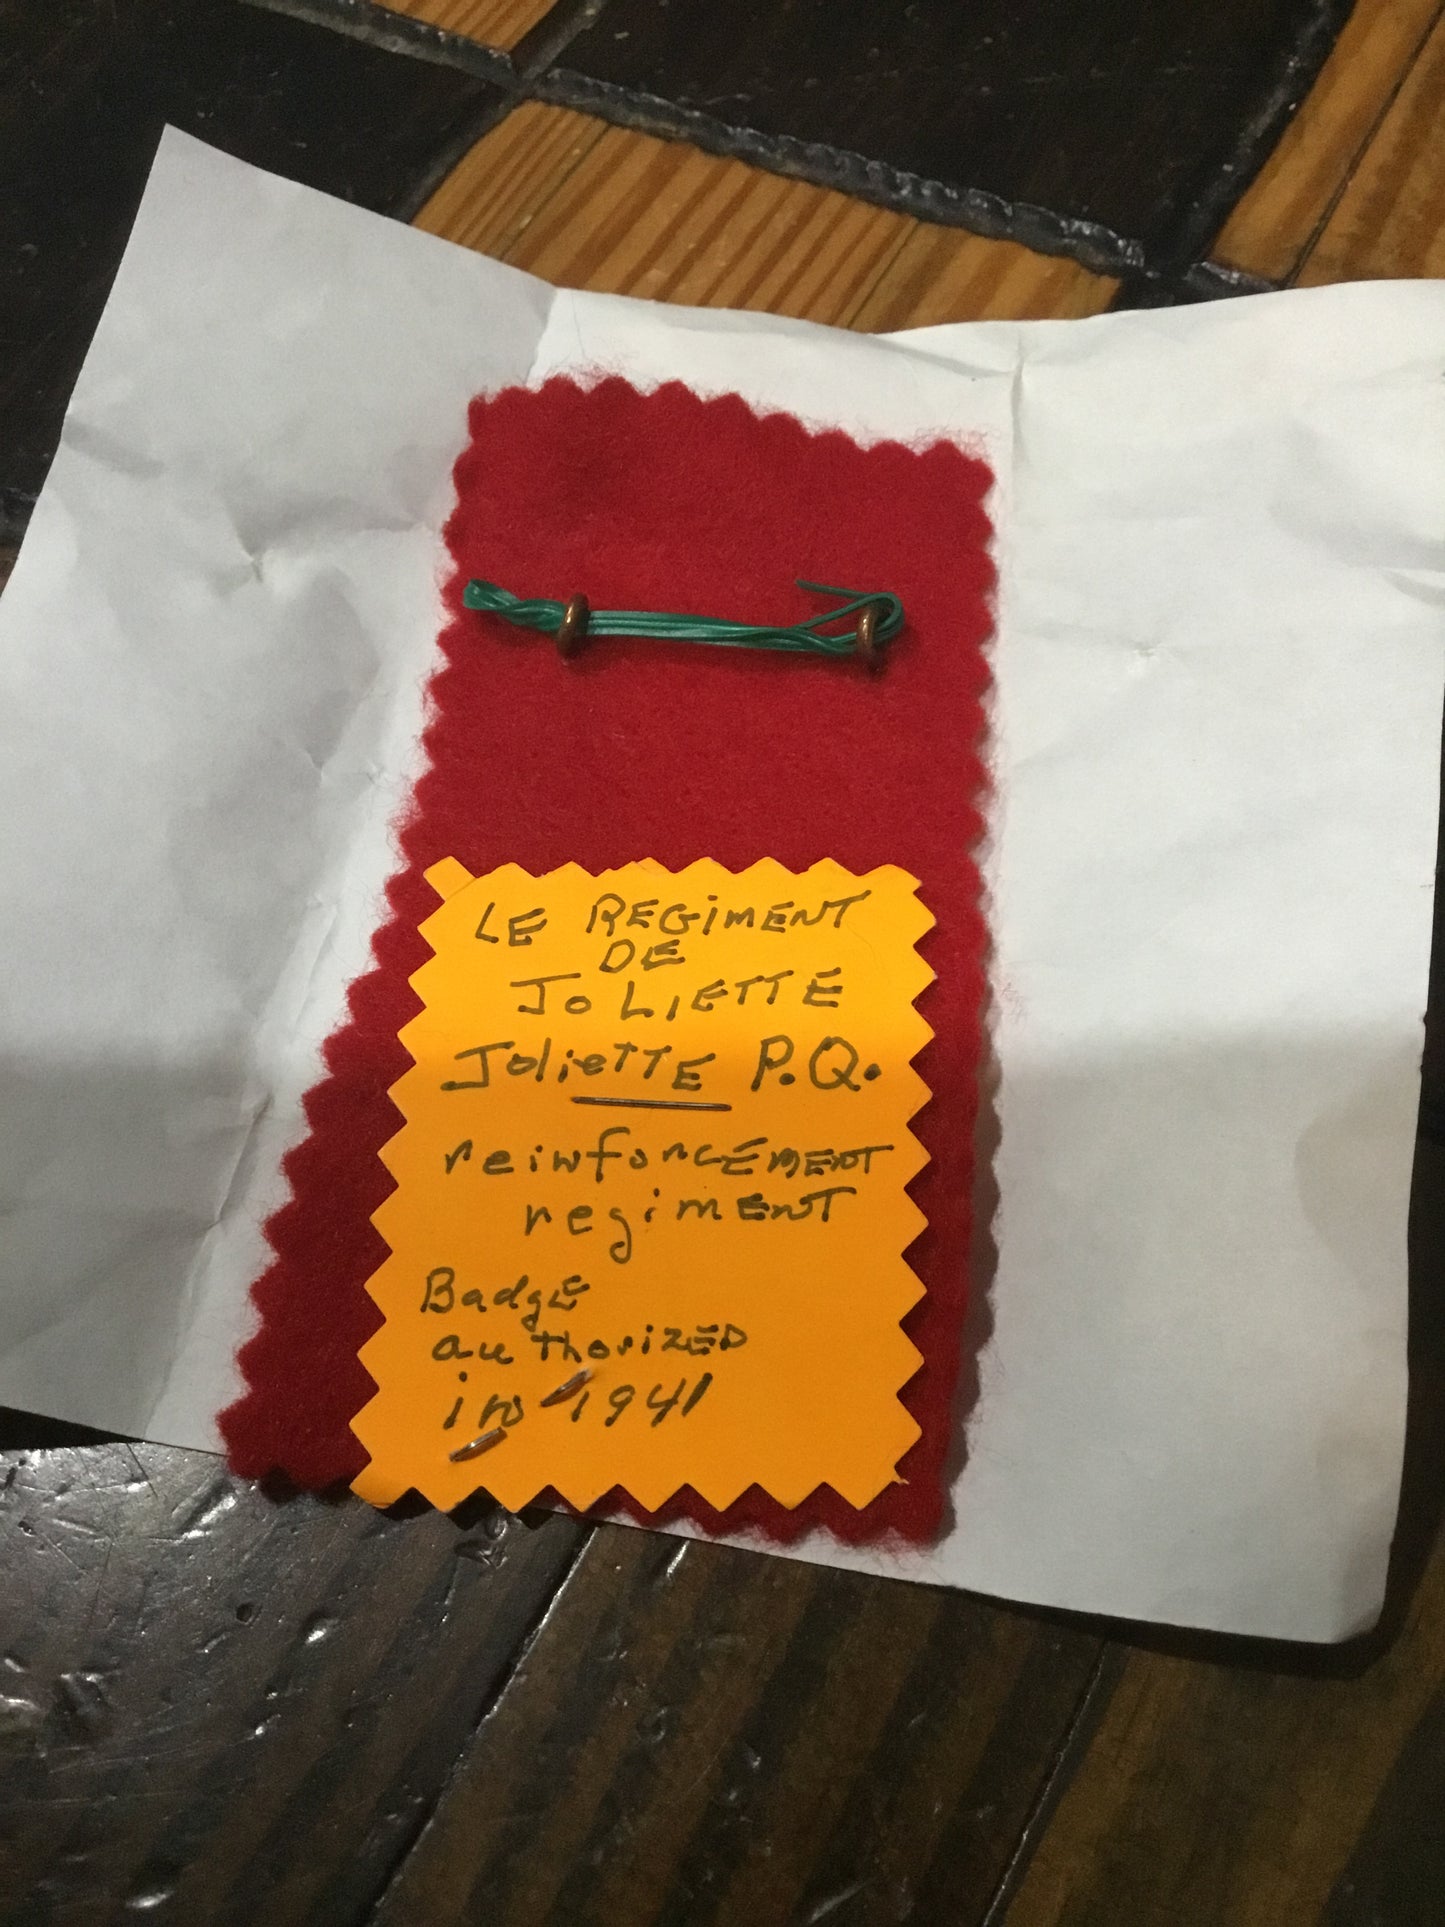 LE REGIMENT
DE
JOLIETTE
Joliette P.Q.
reinforcement
regiment
Badge
authorized
in 1941